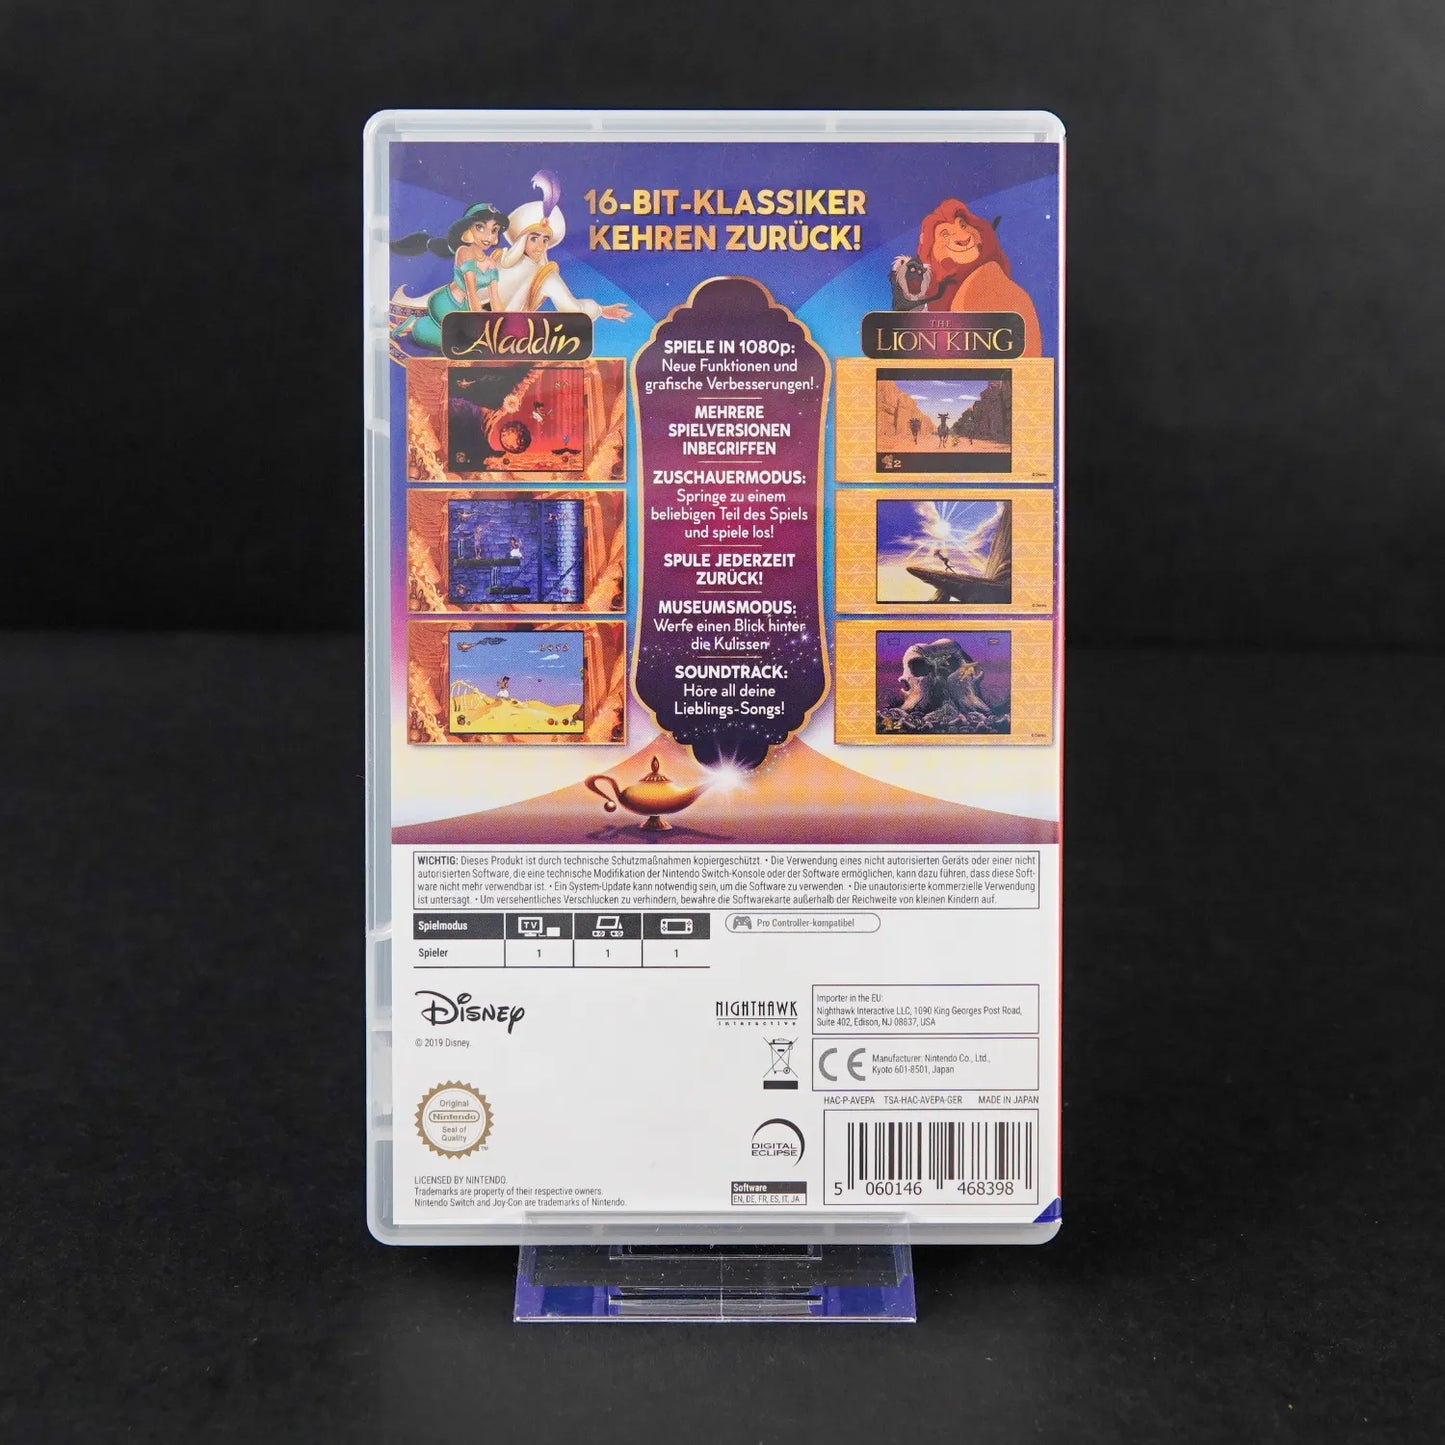 16-BIT-KLASSIKER
KEHREN ZURÜCK!
Aladdin
THE
LION KING
SPIELE IN 1080p:
Neue Funktionen und
grafische Verbesserungen!
MEHRERE
SPIELVERSIONEN
INBEGRIFFEN
ZUSCHAUERMODUS:
Springe zu einem
beliebigen Teil des Spiels
und spiele los!
SPULE JEDERZEIT
ZURÜCK!
MUSEUMSMODUS:
Werfe einen Blick hinter
die Kulissen
SOUNDTRACK:
Höre all deine
Lieblings-Songs!
WICHTIG: Dieses Produkt ist durch technische Schutzmaßnahmen kopiergeschützt. • Die Verwendung eines nicht autorisierten Geräts oder einer nicht
autorisierten Software, die eine technische Modifikation der Nintendo Switch-Konsole oder der Software ermöglichen, kann dazu führen, dass diese Soft-
ware nicht mehr verwendbar ist. • Ein System-Update kann notwendig sein, um die Software zu verwenden. • Die unautorisierte kommerzielle Verwendung
ist untersagt. • Um versehentliches Verschlucken zu verhindern, bewahre die Softwarekarte außerhalb der Reichweite von kleinen Kindern auf.
Spielmodus TV
Spieler 1 1 1
Pro Controller-kompatibel
Disney
© 2019 Disney.
NIGHTHAWK
interactive
Importer in the EU:
Nighthawk Interactive LLC, 1090 King Georges Post Road,
Suite 402, Edison, NJ 08837, USA
CE
Manufacturer: Nintendo Co., Ltd.,
Kyoto 601-8501, Japan
HAC-P-AVEPA TSA-HAC-AVEPA-GER MADE IN JAPAN
Original
Nintendo
Seal of
Quality
TM
DIGITAL
ECLIPSE
LICENSED BY NINTENDO.
Trademarks are property of their respective owners.
Nintendo Switch and Joy-Con are trademarks of Nintendo.
Software
EN, DE, FR, ES, IT, JA
5 060146 468398